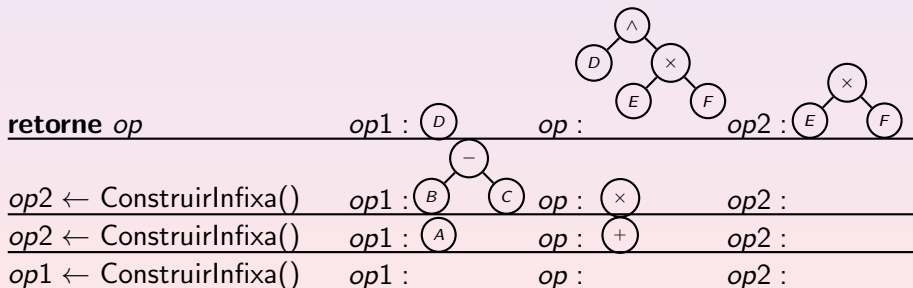 ∧
D ×
E F ×
retorne op op1 : D op : op2 : E F
−
op2 ← ConstruirInfixa() op1 : B C op : × op2 :
op2 ← ConstruirInfixa() op1 : A op : + op2 :
op1 ← ConstruirInfixa() op1 : op : op2 :